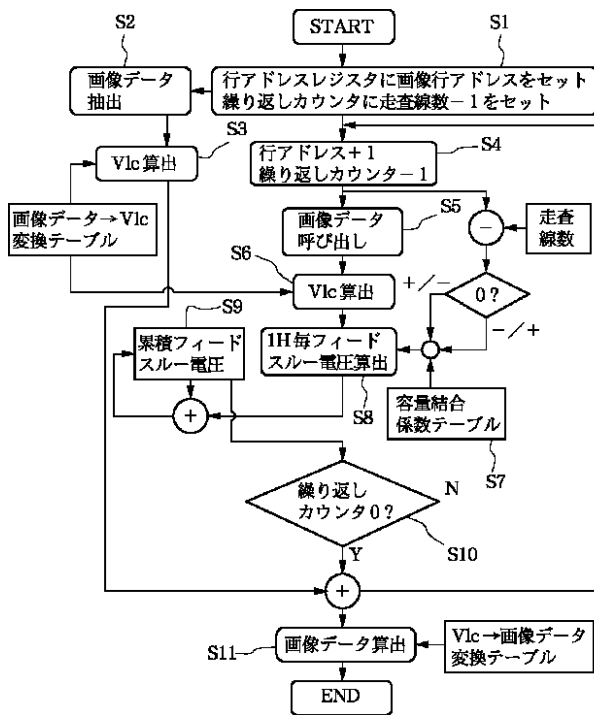 START
S1
S2
行アドレスレジスタに画像行アドレスをセット
繰り返しカウンタに走査線数−1をセット
画像データ
抽出
S3
Vlc算出
S4
行アドレス+1
繰り返しカウンター1
画像データ→Vlc
変換テーブル
画像データ
呼び出し
S5
−
走査
線数
S6
Vlc算出
+/−
0?
−/+
S9
累積フィード
スルー電圧
1H毎フィード
スルー電圧算出
S8
+
容量結合
係数テーブル
S7
繰り返し
カウンタ0?
N
S10
Y
+
S11
画像データ算出
Vlc→画像データ
変換テーブル
END